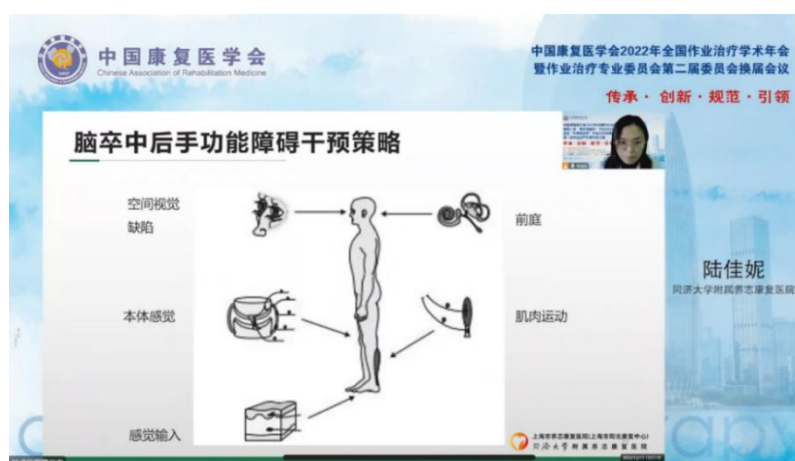 中国康复医学会
Chinese Association of Rehabilitation Medicine
中国康复医学会2022年全国作业治疗学术年会
暨作业治疗专业委员会第二届委员会换届会议
传承·创新·规范·引领
脑卒中后手功能障碍干预策略
空间视觉
缺陷
前庭
本体感觉
肌肉运动
感觉输入
陆佳妮
同济大学附属养志康复医院
上海市养志康复医院(上海市阳光康复中心)
同济大学附属养志康复医院